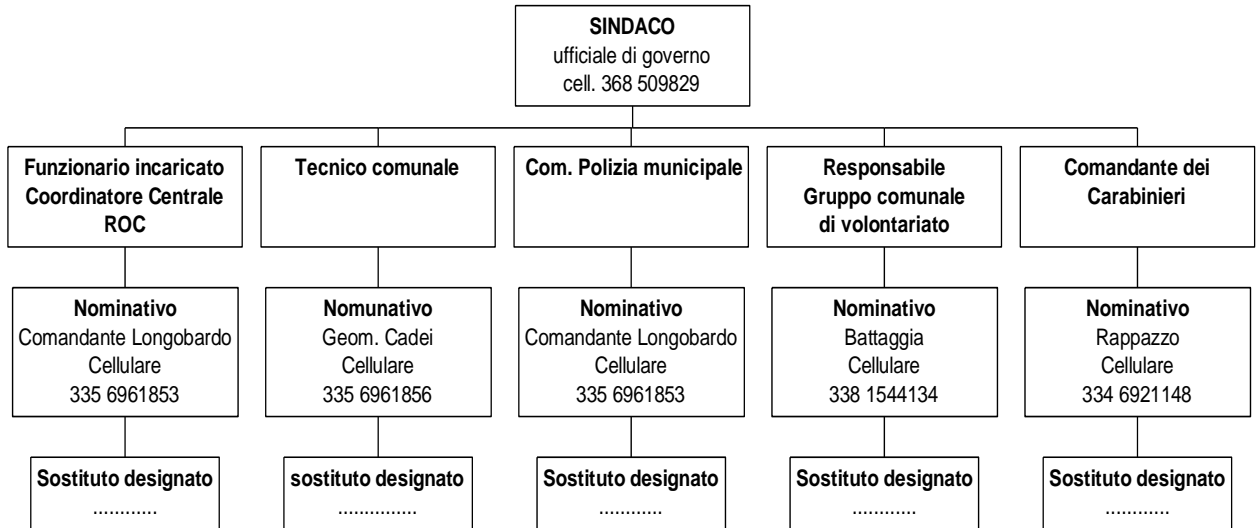 SINDACO
ufficiale di governo
cell. 368 509829
Funzionario incaricato
Coordinatore Centrale
ROC
Tecnico comunale
Com. Polizia municipale
Responsabile
Gruppo comunale
di volontariato
Comandante dei
Carabinieri
Nominativo
Comandante Longobardo
Cellulare
335 6961853
Nomunativo
Geom. Cadei
Cellulare
335 6961856
Nominativo
Comandante Longobardo
Cellulare
335 6961853
Nominativo
Battaggia
Cellulare
338 1544134
Nominativo
Rappazzo
Cellulare
334 6921148
Sostituto designato
............
sostituto designato
...............
Sostituto designato
............
Sostituto designato
............
Sostituto designato
............